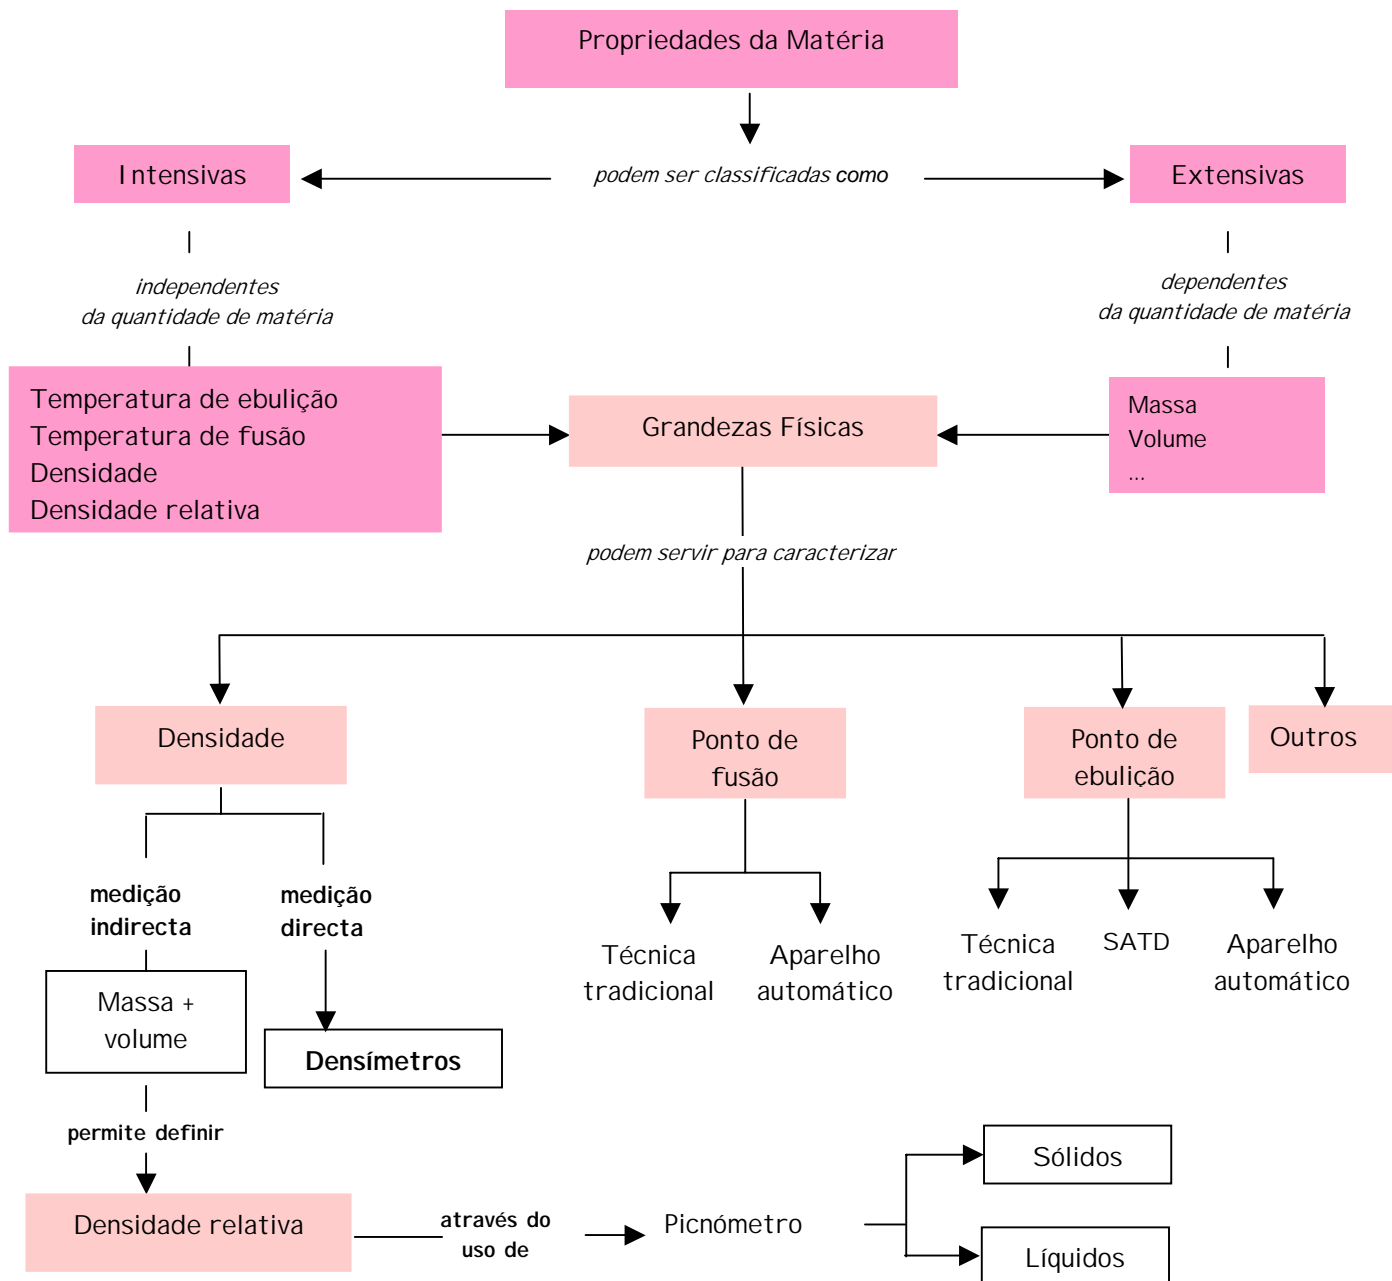 Propriedades da Matéria
Intensivas
podem ser classificadas como
Extensivas
independentes
da quantidade de matéria
dependentes
da quantidade de matéria
Temperatura de ebulição
Temperatura de fusão
Densidade
Densidade relativa
Grandezas Físicas
Massa
Volume
...
podem servir para caracterizar
Densidade
Ponto de
fusão
Ponto de
ebulição
Outros
medição
indirecta
medição
directa
Técnica
tradicional
Aparelho
automático
Técnica
tradicional
SATD
Aparelho
automático
Massa +
volume
Densímetros
permite definir
Densidade relativa
através do
uso de
Picnómetro
Sólidos
Líquidos